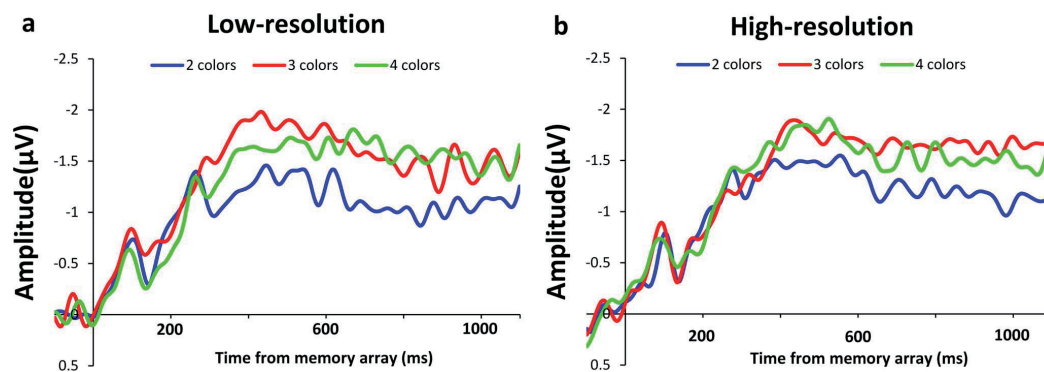 a
Low-resolution
2 colors 3 colors 4 colors
-2.5
-2
-1.5
-1
-0.5
0
0.5
200 600 1000
Amplitude(µV)
Time from memory array (ms)
b
High-resolution
2 colors 3 colors 4 colors
-2.5
-2
-1.5
-1
-0.5
0
0.5
200 600 1000
Amplitude(µV)
Time from memory array (ms)